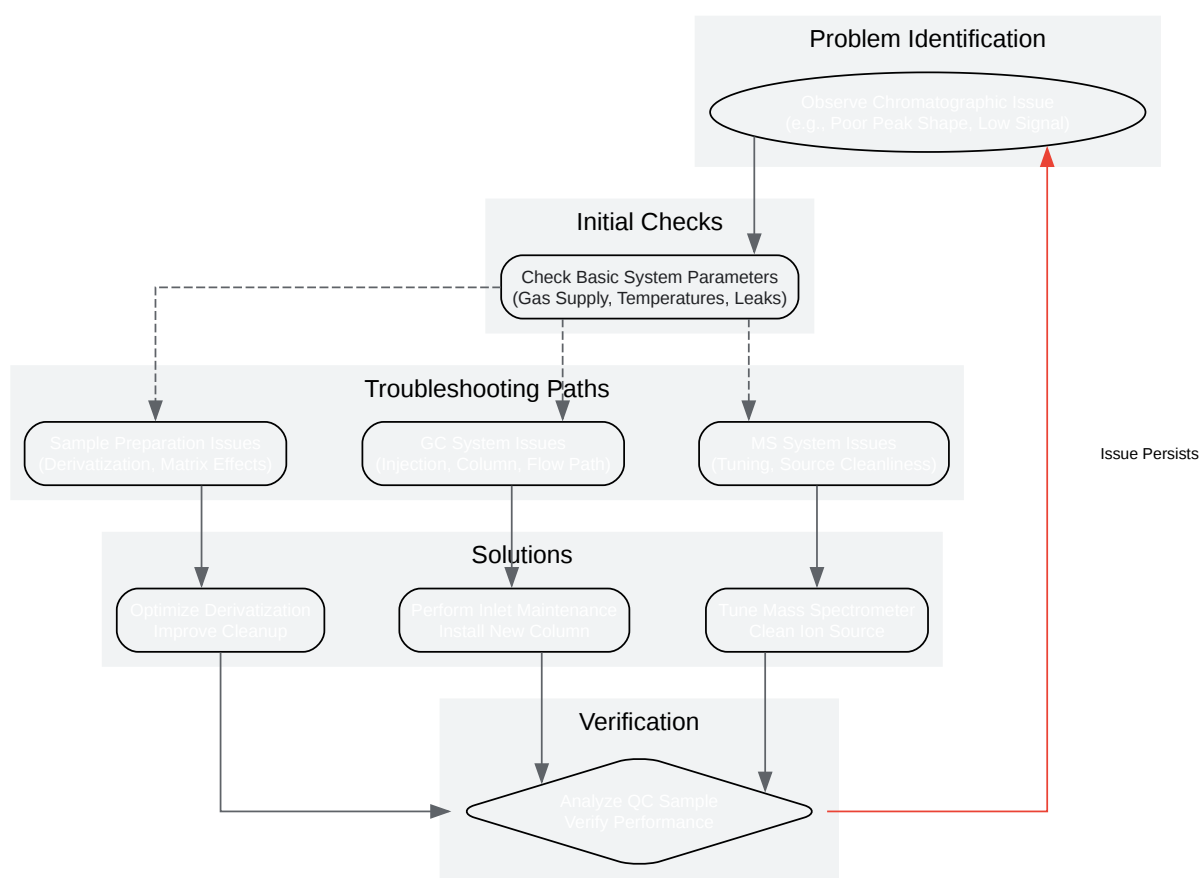 Problem Identification
Observe Chromatographic Issue
(e.g., Poor Peak Shape, Low Signal)
Initial Checks
Check Basic System Parameters
(Gas Supply, Temperatures, Leaks)
Troubleshooting Paths
Sample Preparation Issues
(Derivatization, Matrix Effects)
GC System Issues
(Injection, Column, Flow Path)
MS System Issues
(Tuning, Source Cleanliness)
Issue Persists
Solutions
Optimize Derivatization
Improve Cleanup
Perform Inlet Maintenance
Install New Column
Tune Mass Spectrometer
Clean Ion Source
Verification
Analyze QC Sample
Verify Performance